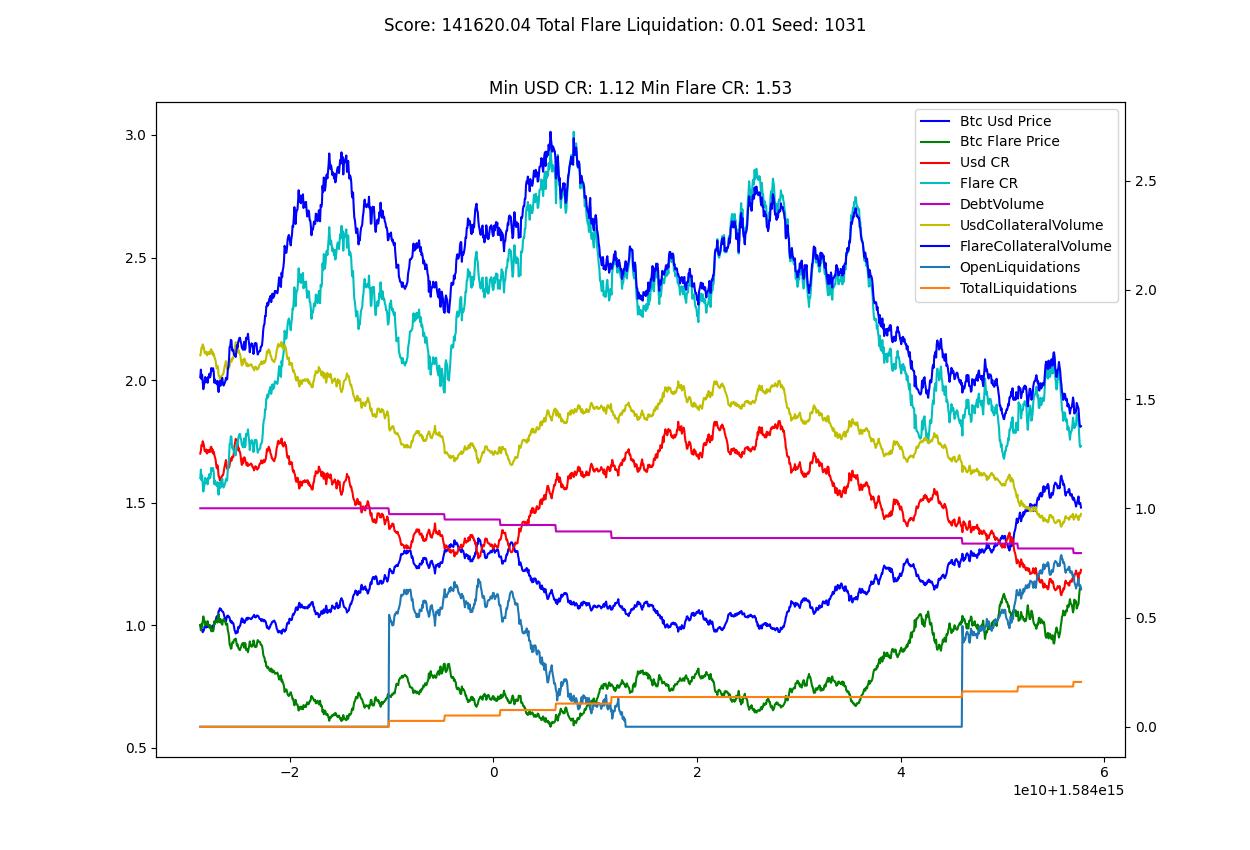 Score: 141620.04 Total Flare Liquidation: 0.01 Seed: 1031
Min USD CR: 1.12 Min Flare CR: 1.53
Btc Usd Price
Btc Flare Price
Usd CR
Flare CR
DebtVolume
UsdCollateralVolume
FlareCollateralVolume
OpenLiquidations
TotalLiquidations
3.0
2.5
2.0
1.5
1.0
0.5
2.5
2.0
1.5
1.0
0.5
0.0
−2
0
2
4
6
1e10+1.584e15